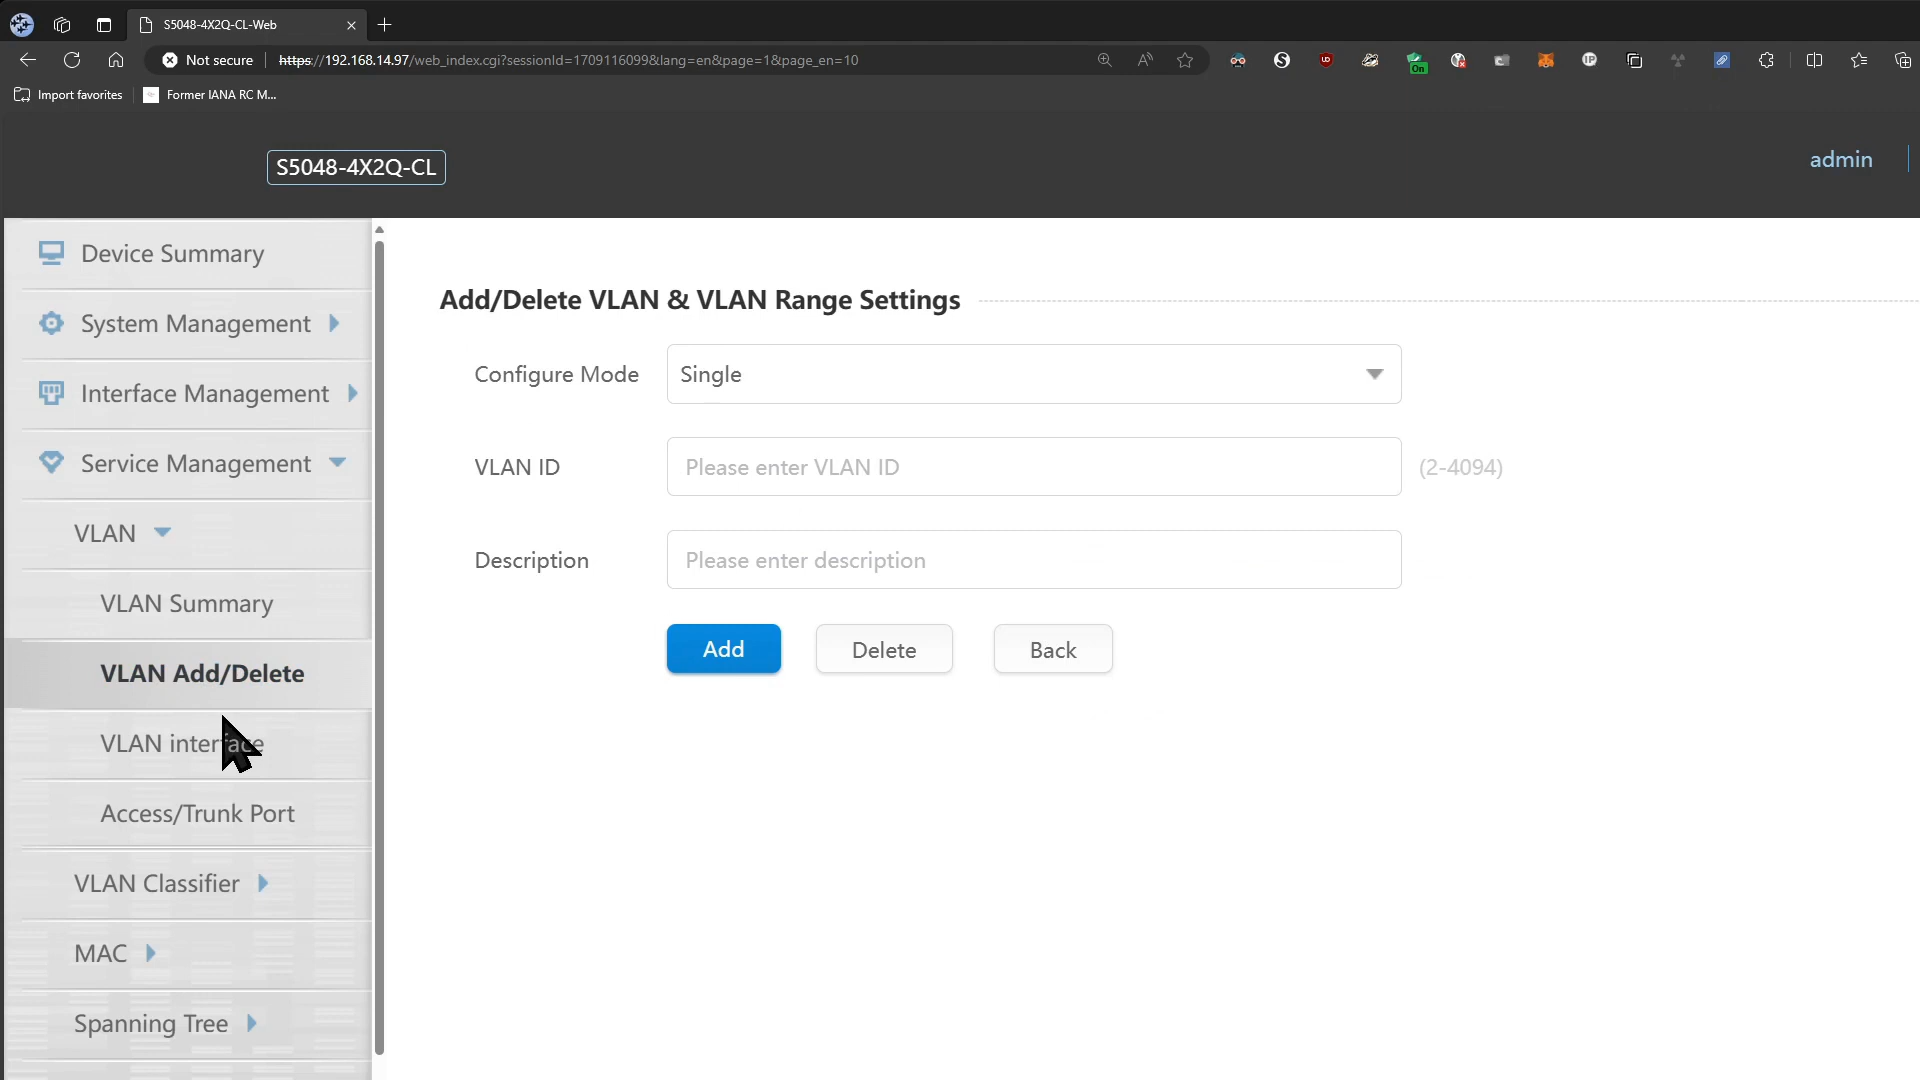 S5048-4X2Q-CL-Web
Not secure
https://192.168.14.97/web_index.cgi?sessionId=1709116099&lang=en&page=1&page_en=10
Import favorites
Former IANA RC M...
S5048-4X2Q-CL
admin
Device Summary
System Management
Interface Management
Service Management
VLAN
VLAN Summary
VLAN Add/Delete
VLAN interface
Access/Trunk Port
VLAN Classifier
MAC
Spanning Tree
Add/Delete VLAN & VLAN Range Settings
Configure Mode
Single
VLAN ID
Please enter VLAN ID
(2-4094)
Description
Please enter description
Add
Delete
Back
On